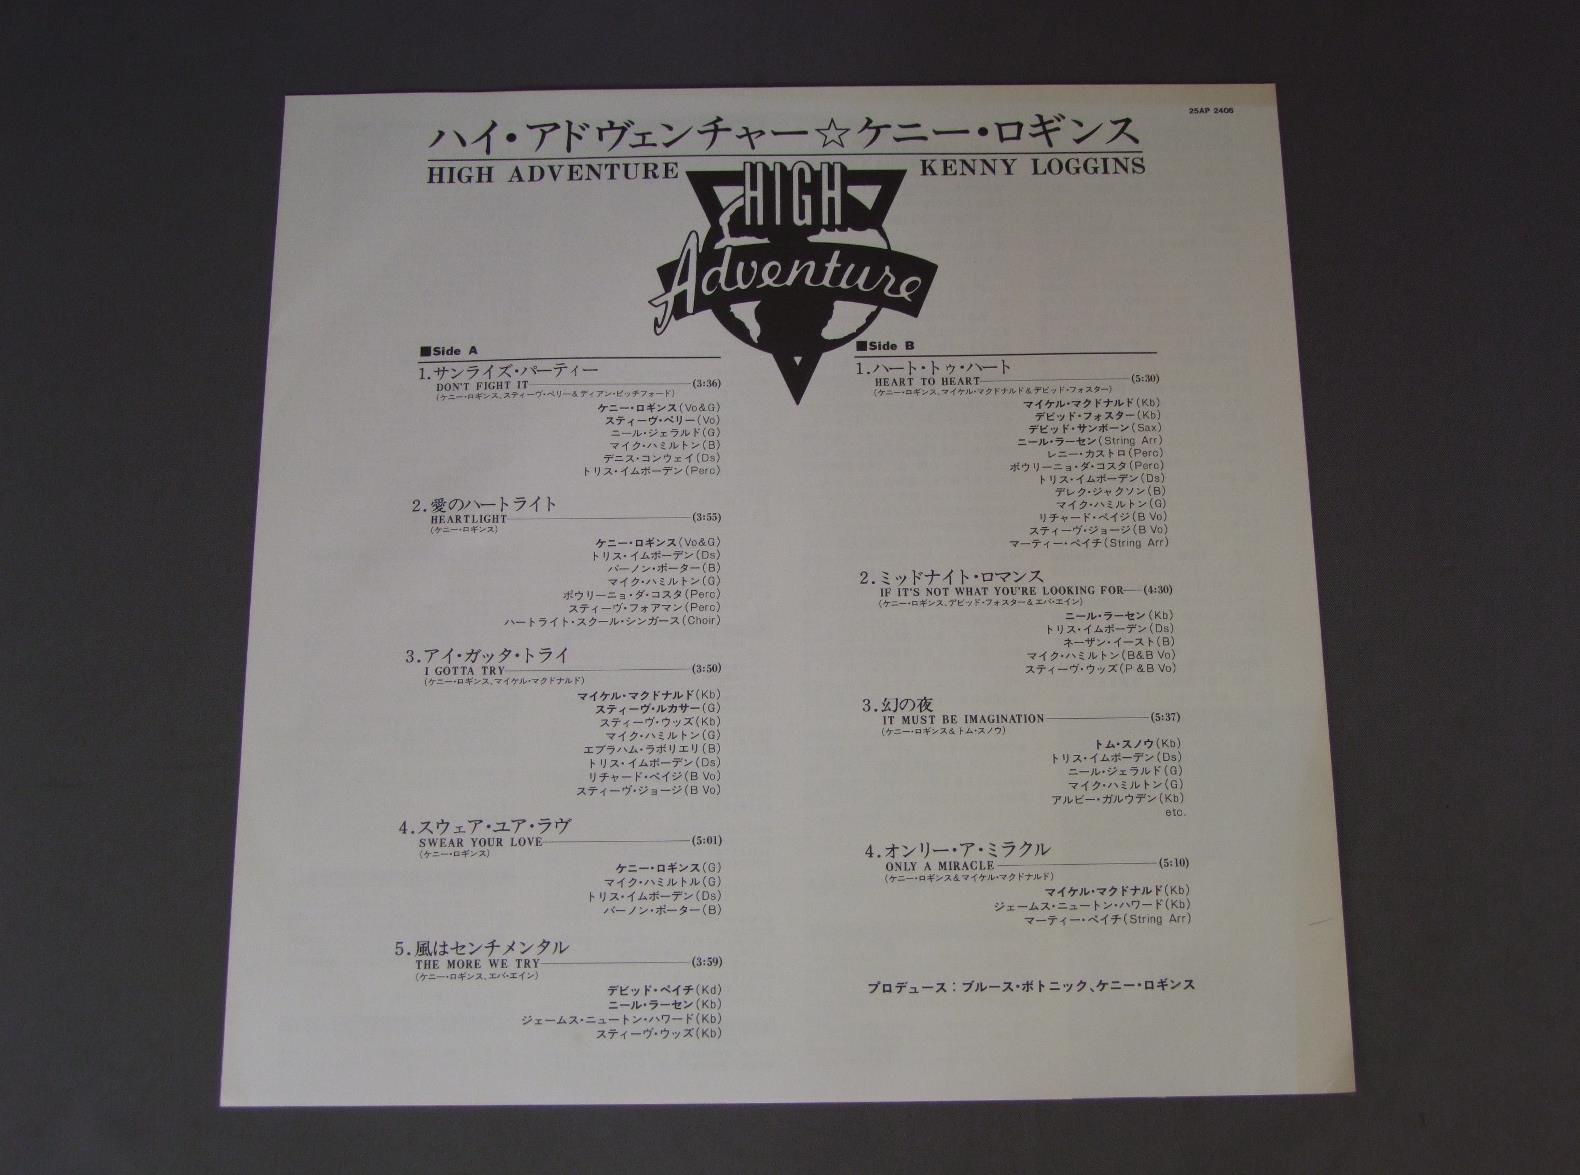 25AP 2406
ハイ・アドヴェンチャー☆ケニー・ロギンス
HIGH ADVENTURE KENNY LOGGINS
HIGH
Adventure
■Side A
1.サンライズ・パーティー
DON'T FIGHT IT (3:36)
(ケニー・ロギンス、スティーヴ・ペリー&ディアン・ピッチフォード)
ケニー・ロギンス(Vo&G)
スティーヴ・ペリー(Vo)
ニール・ジェラルド(G)
マイク・ハミルトン(B)
デニス・コンウェイ(Ds)
トリス・イムボーデン(Perc)
2.愛のハートライト
HEARTLIGHT (3:55)
(ケニー・ロギンス)
ケニー・ロギンス(Vo&G)
トリス・イムボーデン(Ds)
バーノン・ポーター(B)
マイク・ハミルトン(G)
ポウリーニョ・ダ・コスタ(Perc)
スティーヴ・フォアマン(Perc)
ハートライト・スクール・シンガース(Choir)
3.アイ・ガッタ・トライ
I GOTTA TRY (3:50)
(ケニー・ロギンス、マイケル・マクドナルド)
マイケル・マクドナルド(Kb)
スティーヴ・ルカサー(G)
スティーヴ・ウッズ(Kb)
マイク・ハミルトン(G)
エブラハム・ラボリエリ(B)
トリス・イムボーデン(Ds)
リチャード・ペイジ(B Vo)
スティーヴ・ジョージ(B Vo)
4.スウェア・ユア・ラヴ
SWEAR YOUR LOVE (5:01)
(ケニー・ロギンス)
ケニー・ロギンス(G)
マイク・ハミルトル(G)
トリス・イムボーデン(Ds)
バーノン・ポーター(B)
5.風はセンチメンタル
THE MORE WE TRY (3:59)
(ケニー・ロギンス、エバ・エイン)
デビッド・ペイチ(Kd)
ニール・ラーセン(Kb)
ジェームス・ニュートン・ハワード(Kb)
スティーヴ・ウッズ(Kb)
■Side B
1.ハート・トゥ・ハート
HEART TO HEART (5:30)
(ケニー・ロギンス、マイケル・マクドナルド&デビッド・フォスター)
マイケル・マクドナルド(Kb)
デビッド・フォスター(Kb)
デビッド・サンボーン(Sax)
ニール・ラーセン(String Arr)
レニー・カストロ(Perc)
ポウリーニョ・ダ・コスタ(Perc)
トリス・イムボーデン(Ds)
デレク・ジャクソン(B)
マイク・ハミルトン(G)
リチャード・ペイジ(B Vo)
スティーヴ・ジョージ(B Vo)
マーティー・ペイチ(String Arr)
2.ミッドナイト・ロマンス
IF IT'S NOT WHAT YOU'RE LOOKING FOR (4:30)
(ケニー・ロギンス、デビッド・フォスター&エバ・エイン)
ニール・ラーセン(Kb)
トリス・イムボーデン(Ds)
ネーザン・イースト(B)
マイク・ハミルトン(B&B Vo)
スティーヴ・ウッズ(P &B Vo)
3.幻の夜
IT MUST BE IMAGINATION (5:37)
(ケニー・ロギンス&トム・スノウ)
トム・スノウ(Kb)
トリス・イムボーデン(Ds)
ニール・ジェラルド(G)
マイク・ハミルトン(G)
アルビー・ガルウデン(Kb)
etc.
4.オンリー・ア・ミラクル
ONLY A MIRACLE (5:10)
(ケニー・ロギンス&マイケル・マクドナルド)
マイケル・マクドナルド(Kb)
ジェームス・ニュートン・ハワード(Kb)
マーティー・ペイチ(String Arr)
プロデュース:ブルース・ボトニック、ケニー・ロギンス